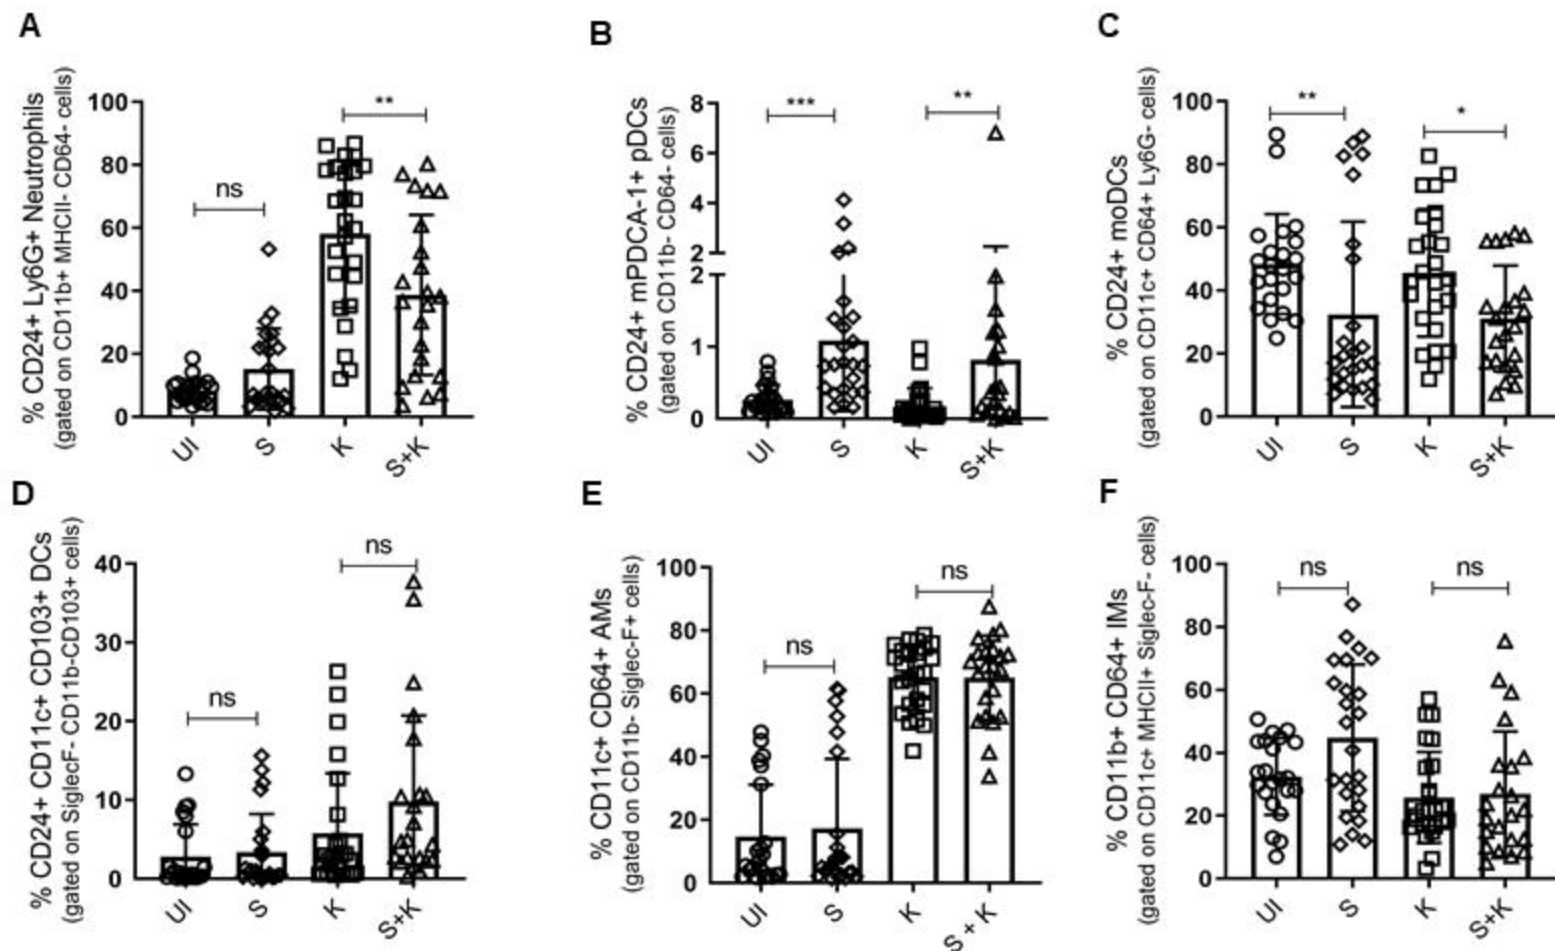 A
% CD24+ Ly6G+ Neutrophils
(gated on CD11b+ MHCII- CD64- cells)
100
80
60
40
20
0
ns
**
UI
S
K
S+K
B
% CD24+ mPDCA-1+ pDCs
(gated on CD11b- CD64- cells)
8
6
4
2
2
1
0
***
**
UI
S
K
S+K
C
% CD24+ moDCs
(gated on CD11c+ CD64+ Ly6G- cells)
100
80
60
40
20
0
**
*
UI
S
K
S+K
D
% CD24+ CD11c+ CD103+ DCs
(gated on SiglecF- CD11b-CD103+ cells)
40
30
20
10
0
ns
ns
UI
S
K
S+K
E
% CD11c+ CD64+ AMs
(gated on CD11b- Siglec-F+ cells)
100
80
60
40
20
0
ns
ns
UI
S
K
S + K
F
% CD11b+ CD64+ IMs
(gated on CD11c+ MHCII+ Siglec-F- cells)
100
80
60
40
20
0
ns
ns
UI
S
K
S+K